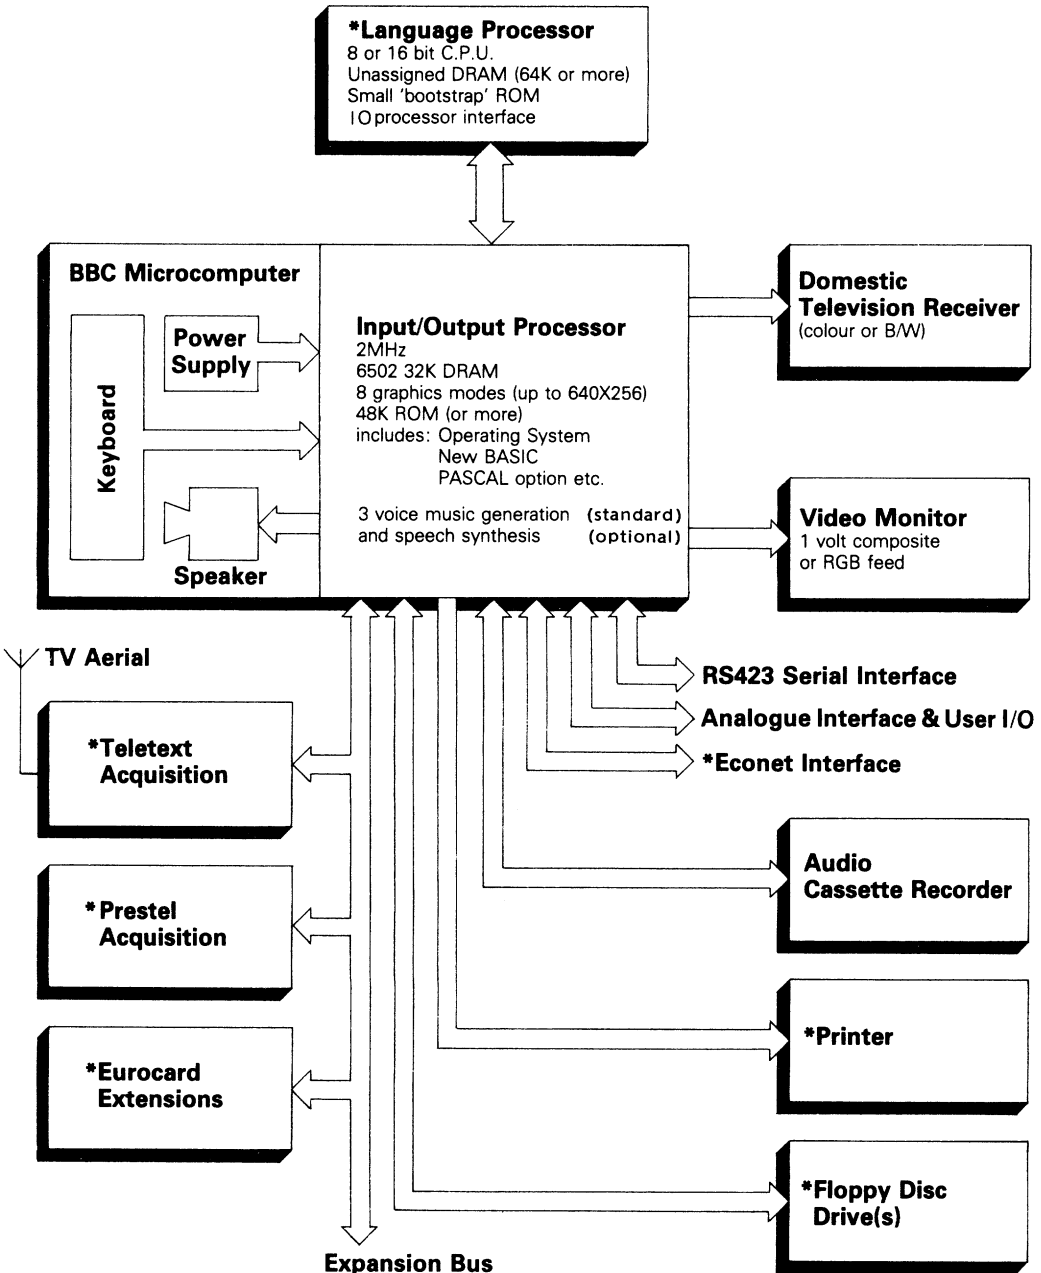 *Language Processor
8 or 16 bit C.P.U.
Unassigned DRAM (64K or more)
Small 'bootstrap' ROM
IO processor interface
BBC Microcomputer
Keyboard
Power
Supply
Speaker
Input/Output Processor
2MHz
6502 32K DRAM
8 graphics modes (up to 640X256)
48K ROM (or more)
includes: Operating System
New BASIC
PASCAL option etc.
3 voice music generation (standard)
and speech synthesis (optional)
Domestic
Television Receiver
(colour or B/W)
Video Monitor
1 volt composite
or RGB feed
TV Aerial
*Teletext
Acquisition
*Prestel
Acquisition
*Eurocard
Extensions
RS423 Serial Interface
Analogue Interface & User I/O
*Econet Interface
Audio
Cassette Recorder
*Printer
*Floppy Disc
Drive(s)
Expansion Bus